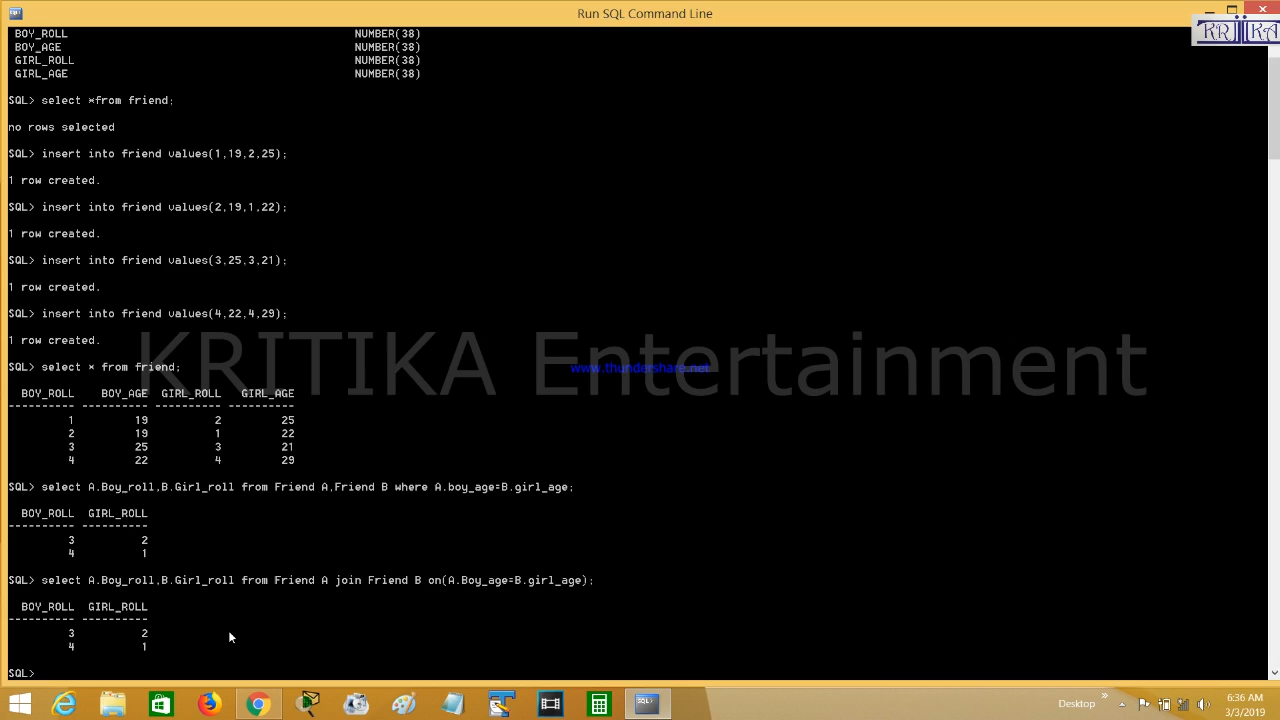 Run SQL Command Line
KRITIKA
BOY_ROLL NUMBER(38)
BOY_AGE NUMBER(38)
GIRL_ROLL NUMBER(38)
GIRL_AGE NUMBER(38)
SQL> select *from friend;
no rows selected
SQL> insert into friend values(1,19,2,25);
1 row created.
SQL> insert into friend values(2,19,1,22);
1 row created.
SQL> insert into friend values(3,25,3,21);
1 row created.
SQL> insert into friend values(4,22,4,29);
1 row created.
KRITIKA Entertainment
www.thundershare.net
SQL> select * from friend;
BOY_ROLL BOY_AGE GIRL_ROLL GIRL_AGE
---------- ---------- ---------- ----------
1 19 2 25
2 19 1 22
3 25 3 21
4 22 4 29
SQL> select A.Boy_roll,B.Girl_roll from Friend A,Friend B where A.boy_age=B.girl_age;
BOY_ROLL GIRL_ROLL
---------- ----------
3 2
4 1
SQL> select A.Boy_roll,B.Girl_roll from Friend A join Friend B on(A.Boy_age=B.girl_age);
BOY_ROLL GIRL_ROLL
---------- ----------
3 2
4 1
SQL>
Desktop
6:36 AM
3/3/2019